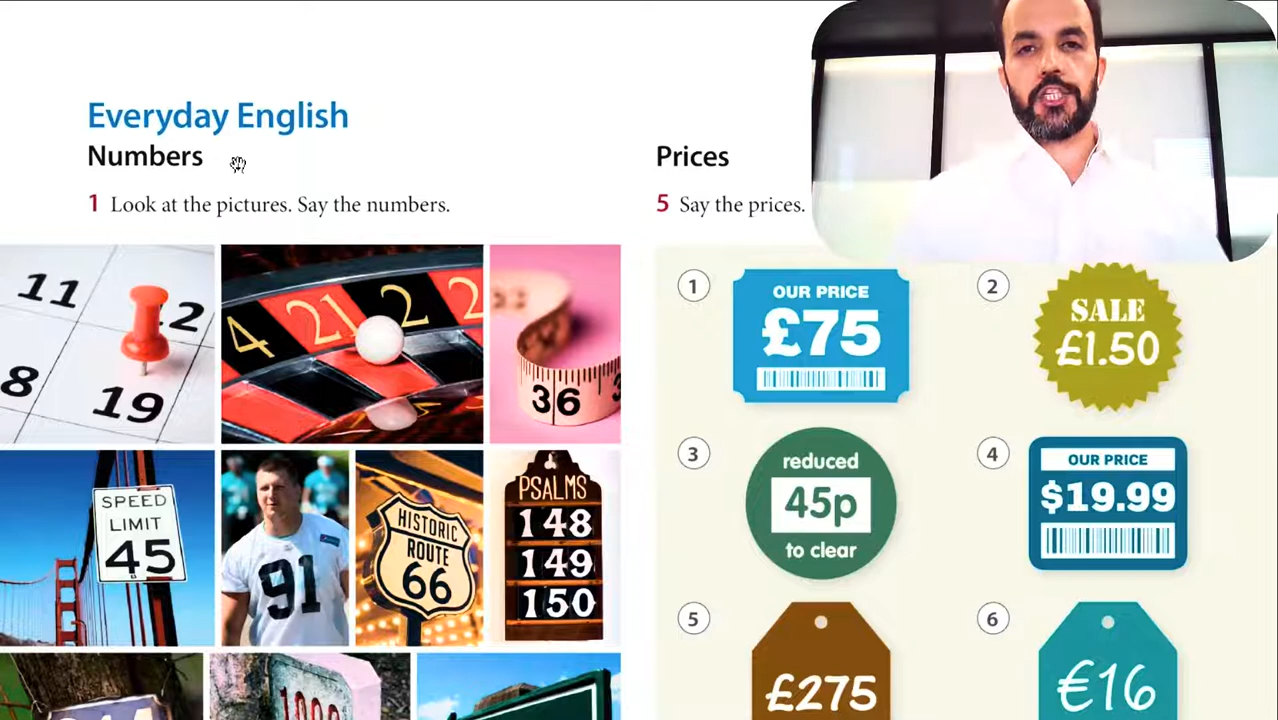 Everyday English
Numbers
1 Look at the pictures. Say the numbers.
11
12
8
19
4 21 2 2
36
SPEED
LIMIT
45
91
HISTORIC
ROUTE
66
PSALMS
148
149
150
Prices
5 Say the prices.
1
OUR PRICE
£75
2
SALE
£1.50
3
reduced
45p
to clear
4
OUR PRICE
$19.99
5
£275
6
€16